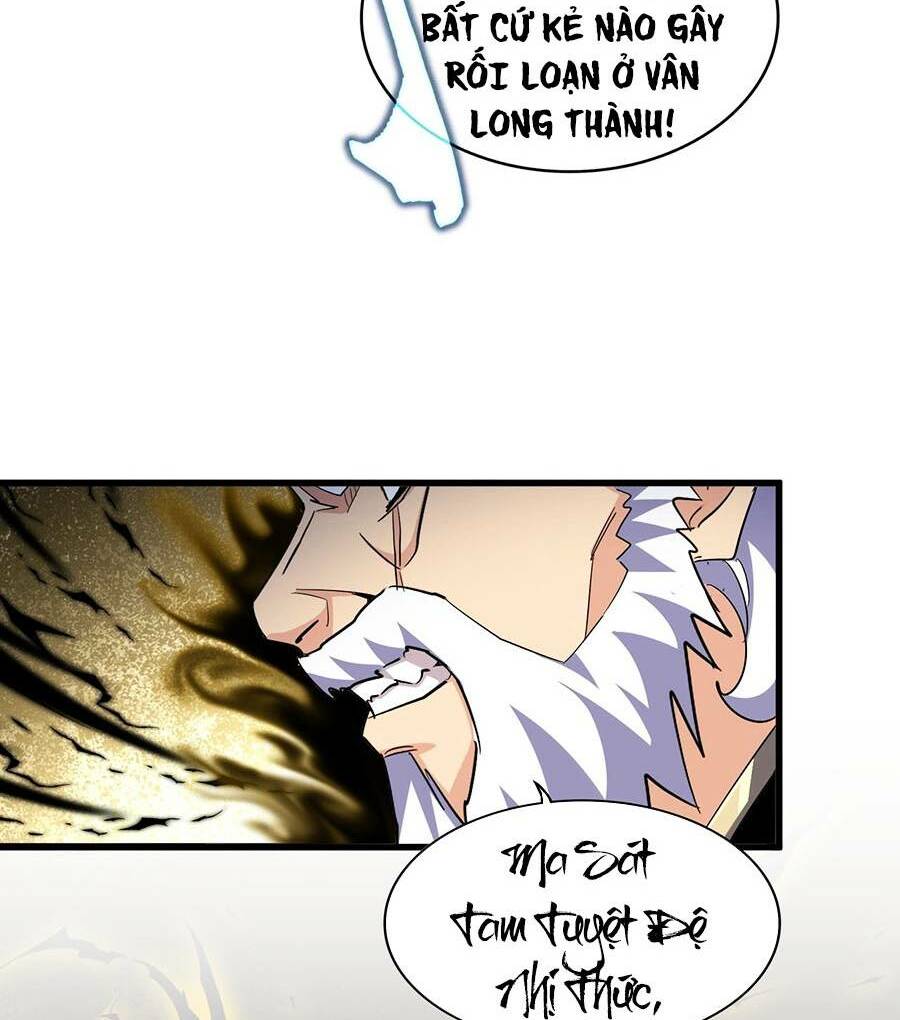 BẤT CỨ KẺ NÀO GÂY
RỐI LOẠN Ở VÂN
LONG THÀNH!
Ma Sát
Tam Tuyệt Đệ
Nhị Thức,